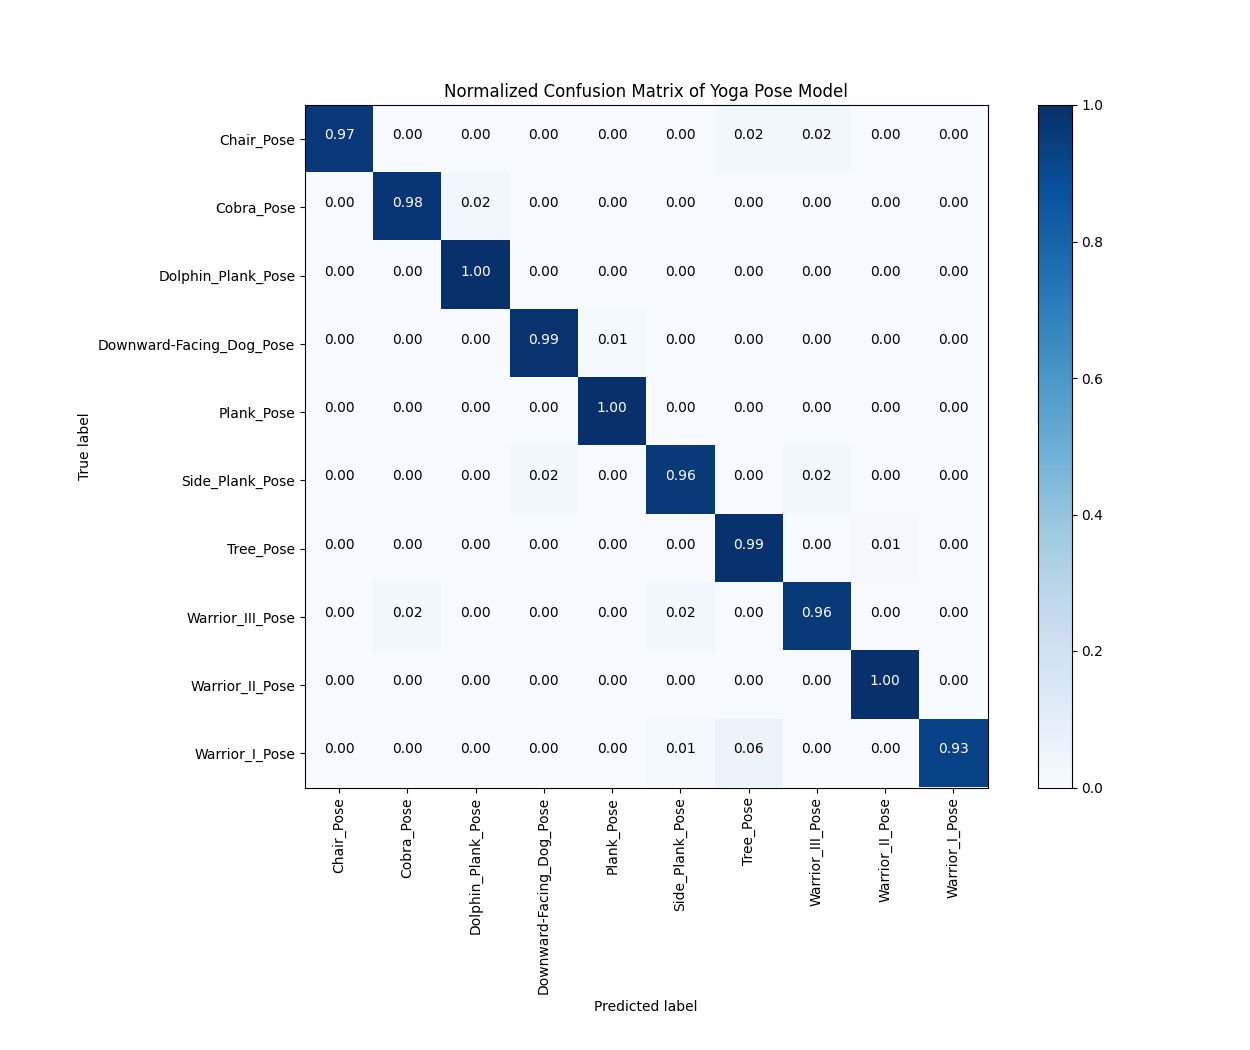 Normalized Confusion Matrix of Yoga Pose Model
Chair_Pose 0.97 0.00 0.00 0.00 0.00 0.00 0.02 0.02 0.00 0.00
Cobra_Pose 0.00 0.98 0.02 0.00 0.00 0.00 0.00 0.00 0.00 0.00
Dolphin_Plank_Pose 0.00 0.00 1.00 0.00 0.00 0.00 0.00 0.00 0.00 0.00
Downward-Facing_Dog_Pose 0.00 0.00 0.00 0.99 0.01 0.00 0.00 0.00 0.00 0.00
Plank_Pose 0.00 0.00 0.00 0.00 1.00 0.00 0.00 0.00 0.00 0.00
Side_Plank_Pose 0.00 0.00 0.00 0.02 0.00 0.96 0.00 0.02 0.00 0.00
Tree_Pose 0.00 0.00 0.00 0.00 0.00 0.00 0.99 0.00 0.01 0.00
Warrior_III_Pose 0.00 0.02 0.00 0.00 0.00 0.02 0.00 0.96 0.00 0.00
Warrior_II_Pose 0.00 0.00 0.00 0.00 0.00 0.00 0.00 0.00 1.00 0.00
Warrior_I_Pose 0.00 0.00 0.00 0.00 0.00 0.01 0.06 0.00 0.00 0.93
True label
Chair_Pose
Cobra_Pose
Dolphin_Plank_Pose
Downward-Facing_Dog_Pose
Plank_Pose
Side_Plank_Pose
Tree_Pose
Warrior_III_Pose
Warrior_II_Pose
Warrior_I_Pose
Predicted label
1.0
0.8
0.6
0.4
0.2
0.0